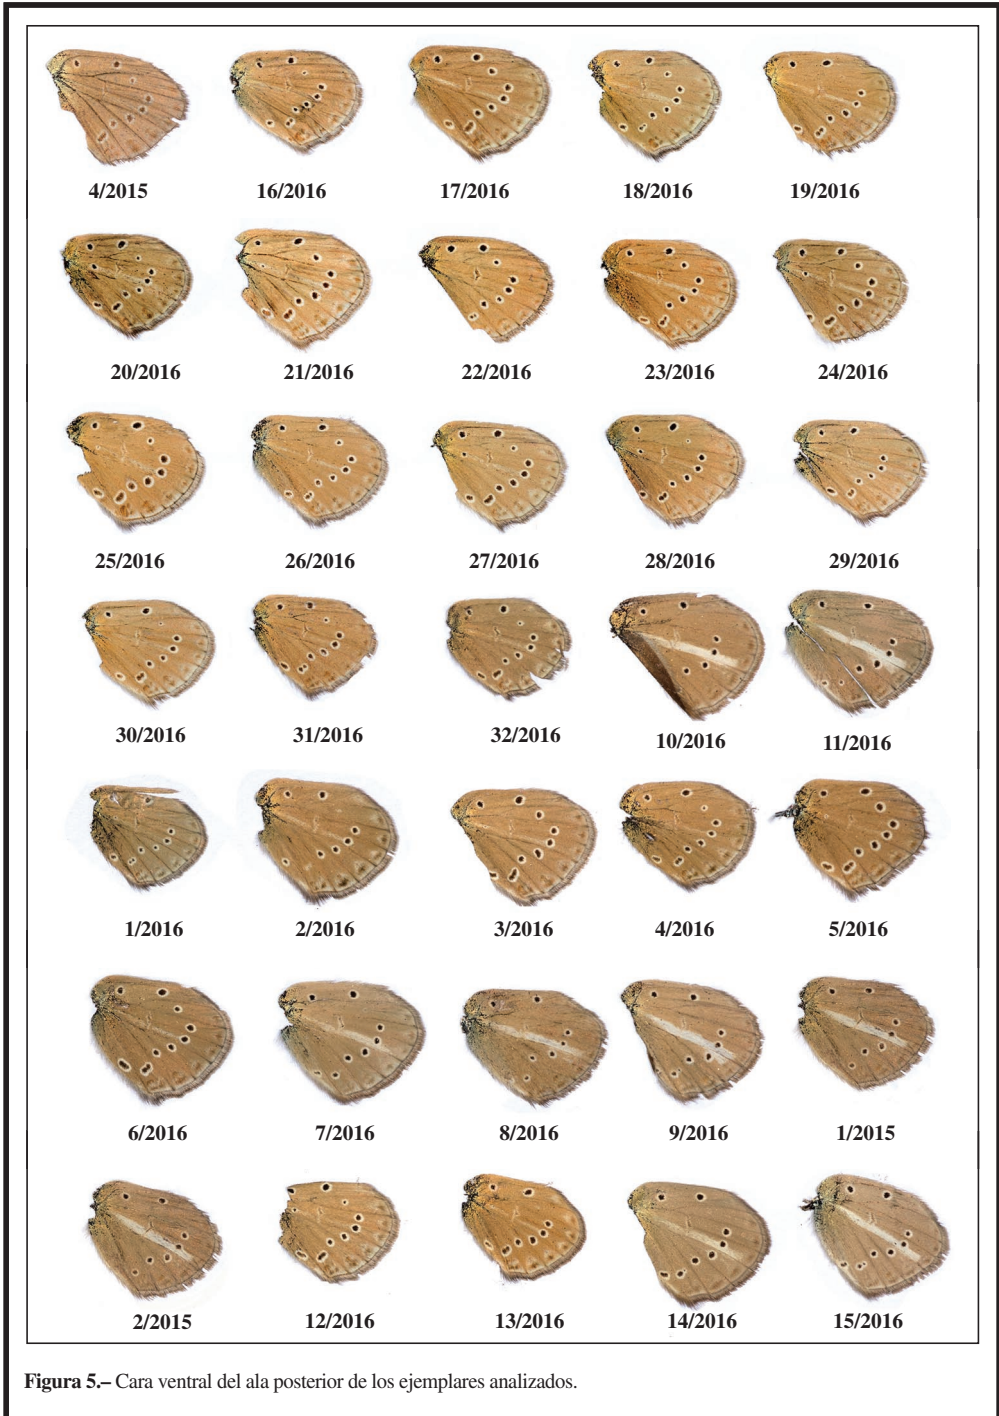 4/2015 16/2016 17/2016 18/2016 19/2016
20/2016 21/2016 22/2016 23/2016 24/2016
25/2016 26/2016 27/2016 28/2016 29/2016
30/2016 31/2016 32/2016 10/2016 11/2016
1/2016 2/2016 3/2016 4/2016 5/2016
6/2016 7/2016 8/2016 9/2016 1/2015
2/2015 12/2016 13/2016 14/2016 15/2016
Figura 5.– Cara ventral del ala posterior de los ejemplares analizados.